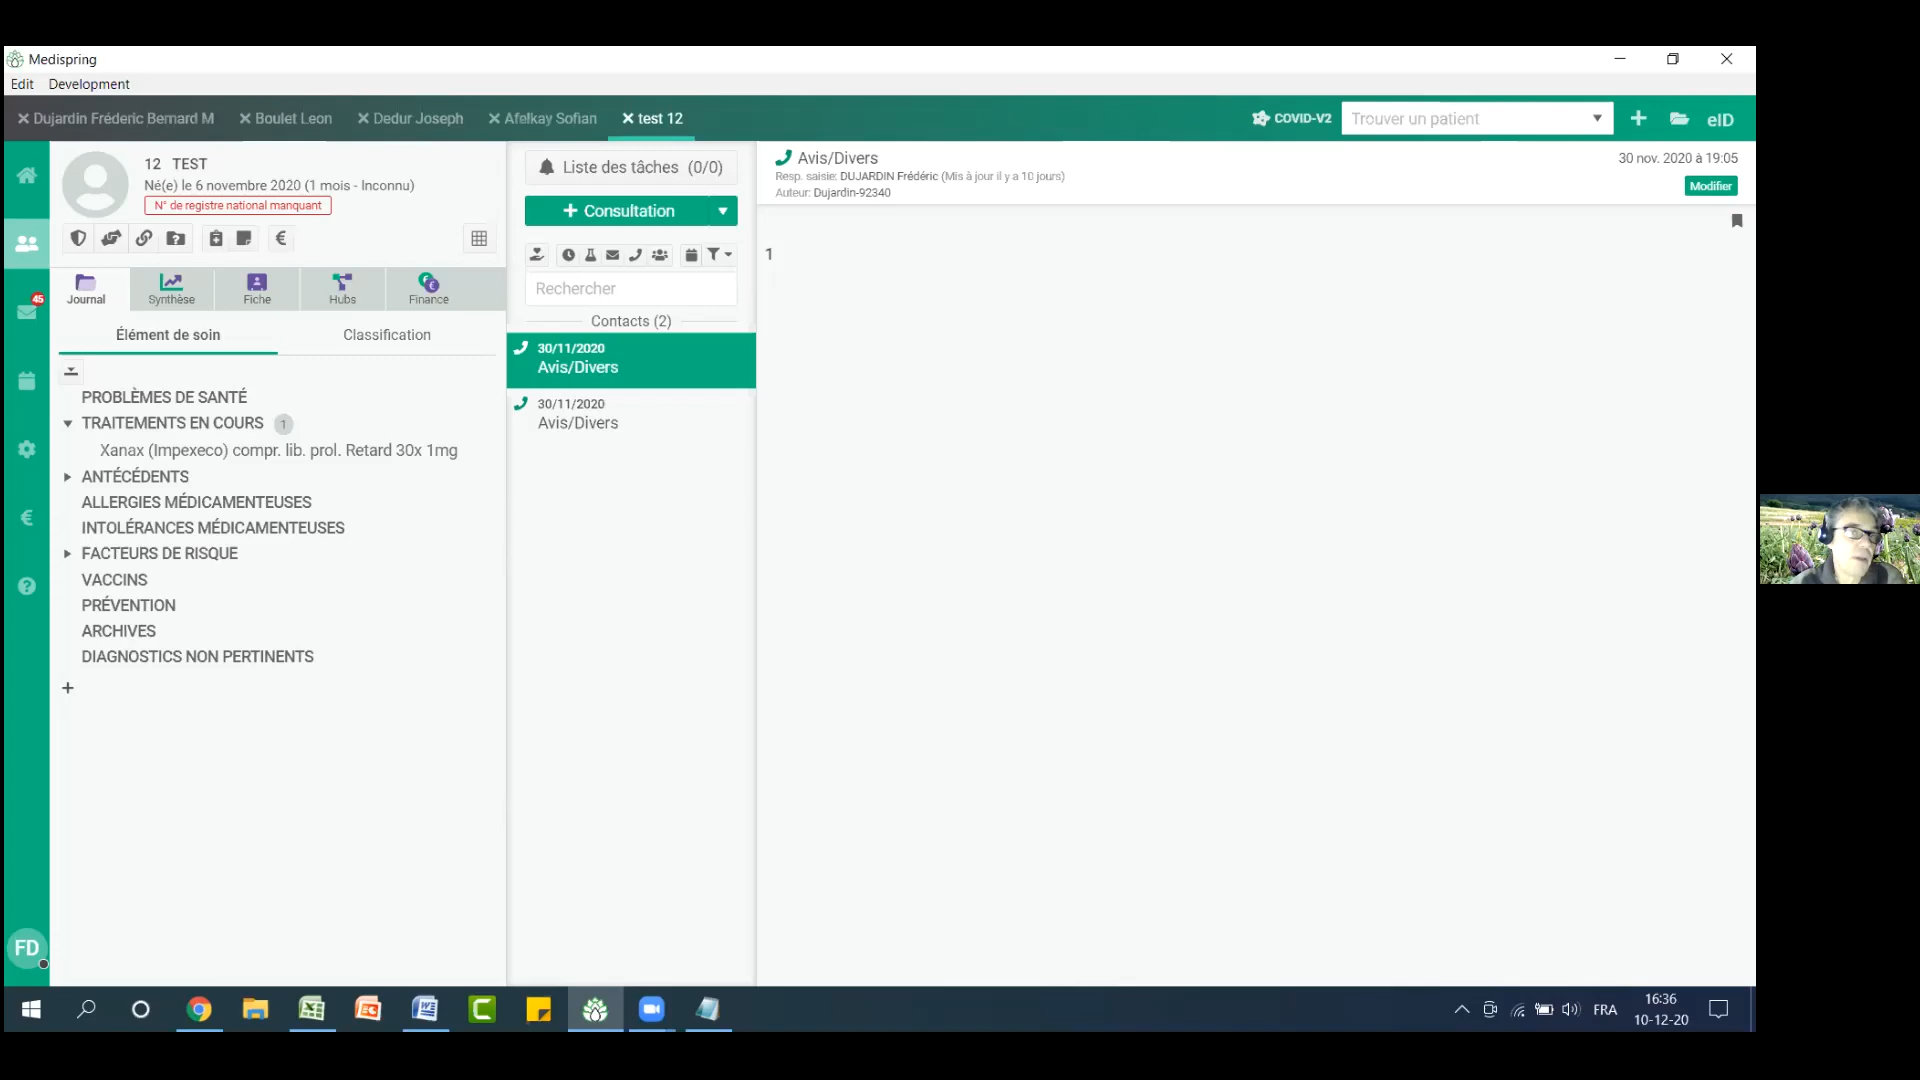 Medispring
Edit Development
Dujardin Fréderic Bernard M Boulet Leon Dedur Joseph Afelkay Sofian test 12 COVID-V2 Trouver un patient eID
12 TEST
Né(e) le 6 novembre 2020 (1 mois - Inconnu)
N° de registre national manquant
€
Journal Synthèse Fiche Hubs Finance
Élément de soin Classification
PROBLÈMES DE SANTÉ
TRAITEMENTS EN COURS 1
Xanax (Impexeco) compr. lib. prol. Retard 30x 1mg
ANTÉCÉDENTS
ALLERGIES MÉDICAMENTEUSES
INTOLÉRANCES MÉDICAMENTEUSES
FACTEURS DE RISQUE
VACCINS
PRÉVENTION
ARCHIVES
DIAGNOSTICS NON PERTINENTS
+
45
€
FD
Liste des tâches (0/0)
+ Consultation
Rechercher
Contacts (2)
30/11/2020
Avis/Divers
30/11/2020
Avis/Divers
Avis/Divers
Resp. saisie: DUJARDIN Frédéric (Mis à jour il y a 10 jours)
Auteur: Dujardin-92340
30 nov. 2020 à 19:05
Modifier
1
FRA
16:36
10-12-20